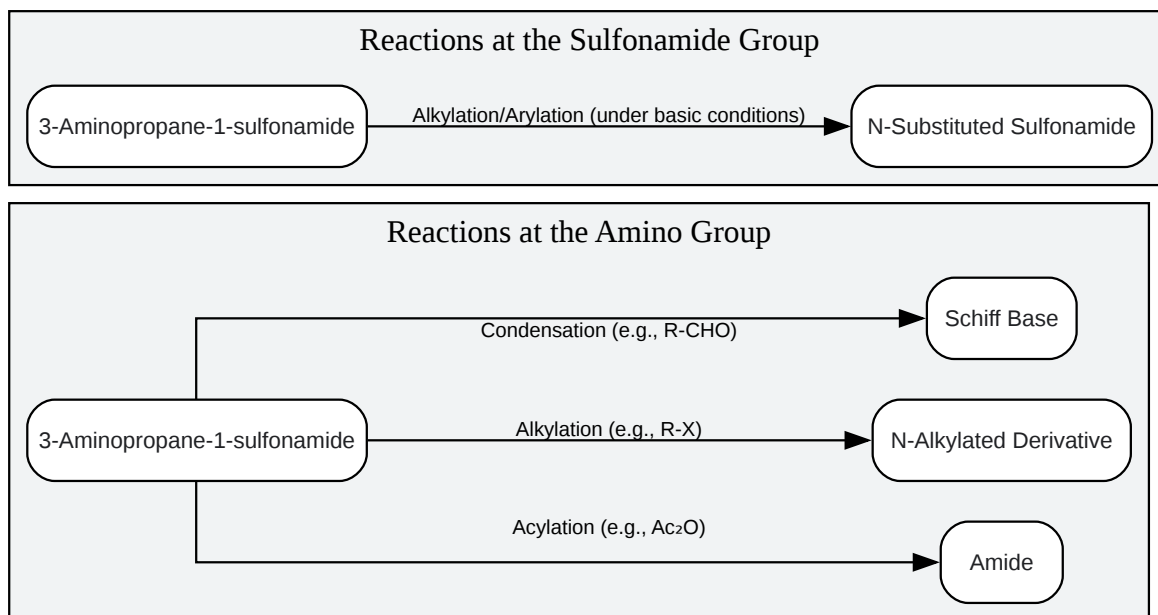 Reactions at the Sulfonamide Group
3-Aminopropane-1-sulfonamide
Alkylation/Arylation (under basic conditions)
N-Substituted Sulfonamide
Reactions at the Amino Group
Condensation (e.g., R-CHO)
Schiff Base
3-Aminopropane-1-sulfonamide
Alkylation (e.g., R-X)
N-Alkylated Derivative
Acylation (e.g., Ac₂O)
Amide